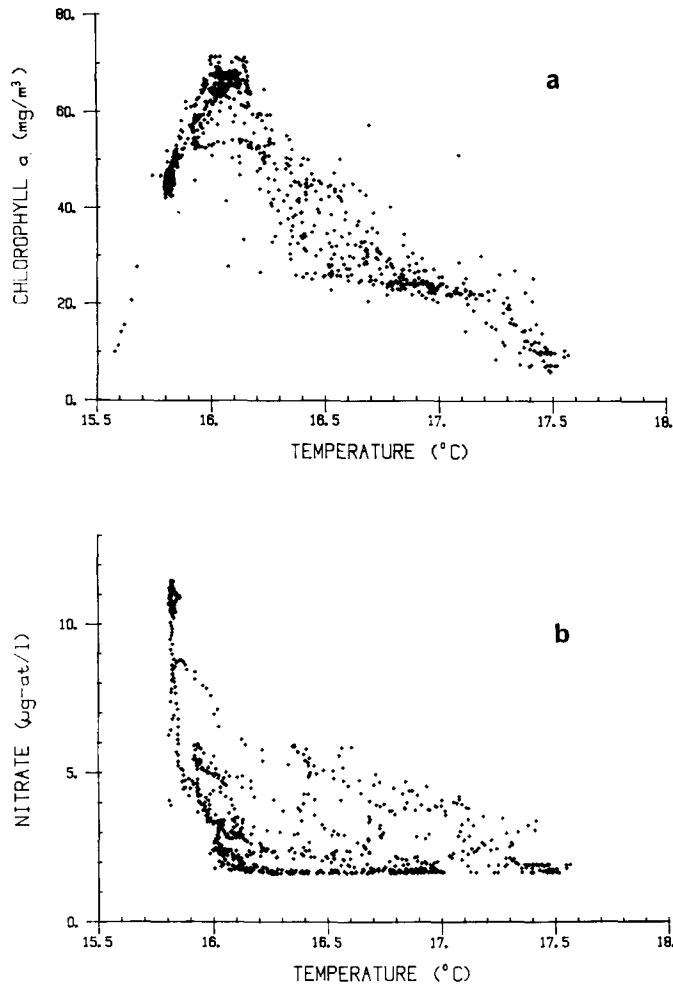 a
80.
60.
40.
20.
0.
CHLOROPHYLL a (mg/m³)
15.5 16. 16.5 17. 17.5 18.
TEMPERATURE (°C)
b
10.
5.
0.
NITRATE (µg-at/l)
15.5 16. 16.5 17. 17.5 18.
TEMPERATURE (°C)